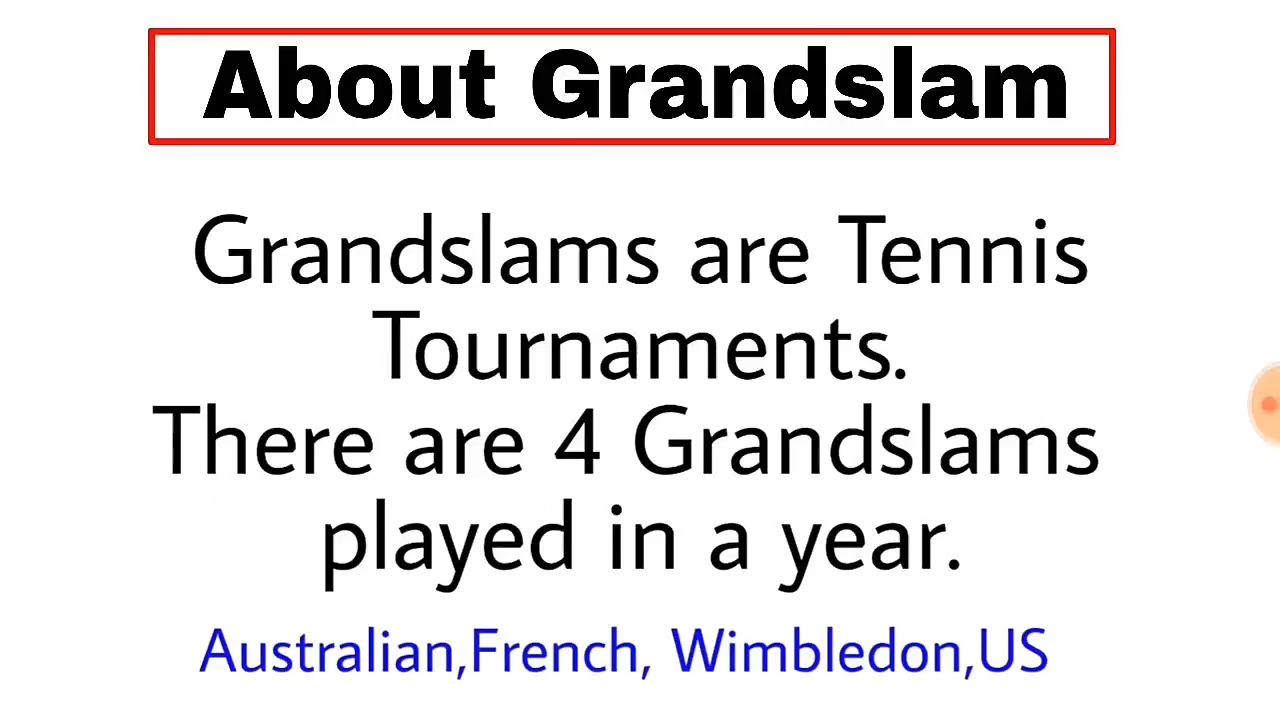 About Grandslam
Grandslams are Tennis
Tournaments.
There are 4 Grandslams
played in a year.
Australian,French, Wimbledon,US